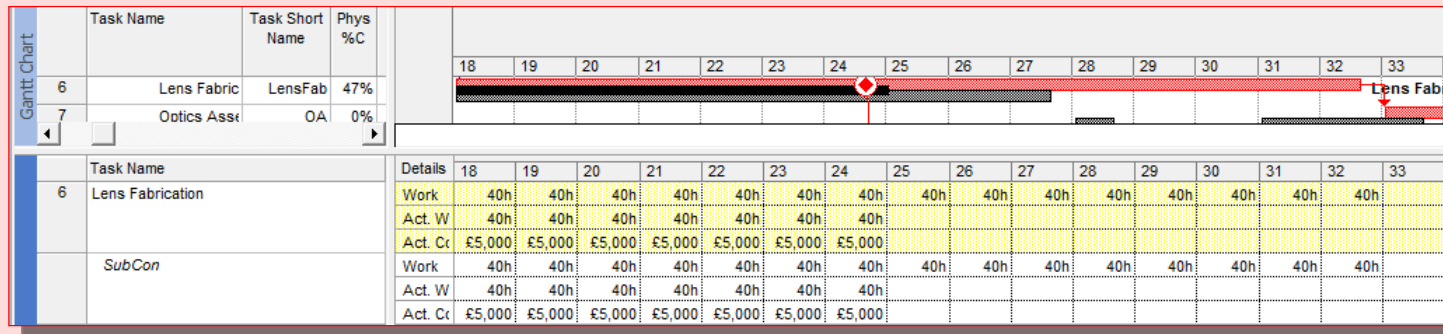 Gantt Chart
Task Name Task Short Name Phys %C
18 19 20 21 22 23 24 25 26 27 28 29 30 31 32 33
6 Lens Fabric LensFab 47%
Lens Fab
7 Optics Asse OA 0%
Task Name Details 18 19 20 21 22 23 24 25 26 27 28 29 30 31 32 33
6 Lens Fabrication Work 40h 40h 40h 40h 40h 40h 40h 40h 40h 40h 40h 40h 40h 40h 40h
Act. W 40h 40h 40h 40h 40h 40h 40h
Act. Co £5,000 £5,000 £5,000 £5,000 £5,000 £5,000 £5,000
SubCon Work 40h 40h 40h 40h 40h 40h 40h 40h 40h 40h 40h 40h 40h 40h 40h
Act. W 40h 40h 40h 40h 40h 40h 40h
Act. Co £5,000 £5,000 £5,000 £5,000 £5,000 £5,000 £5,000